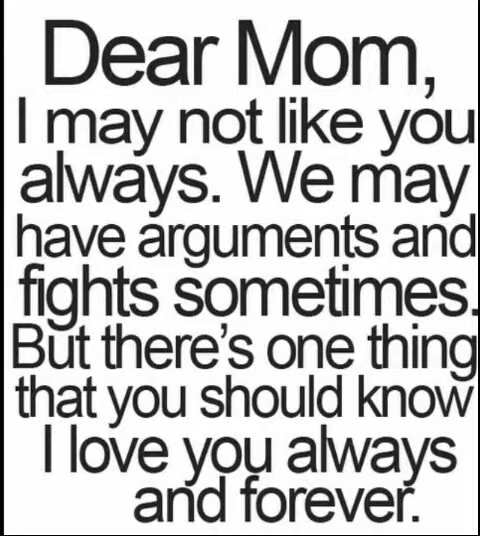 Dear Mom,
I may not like you
always. We may
have arguments and
fights sometimes.
But there's one thing
that you should know
I love you always
and forever.